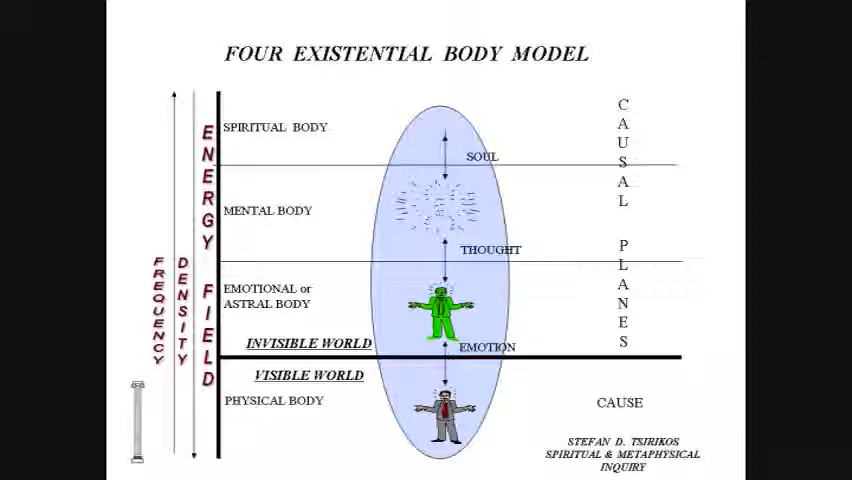 FOUR EXISTENTIAL BODY MODEL
SPIRITUAL BODY
SOUL
MENTAL BODY
THOUGHT
EMOTIONAL or
ASTRAL BODY
INVISIBLE WORLD
EMOTION
VISIBLE WORLD
PHYSICAL BODY
FREQUENCY
DENSITY
ENERGY FIELD
CAUSAL PLANES
CAUSE
STEFAN D. TSIRIKOS
SPIRITUAL & METAPHYSICAL
INQUIRY